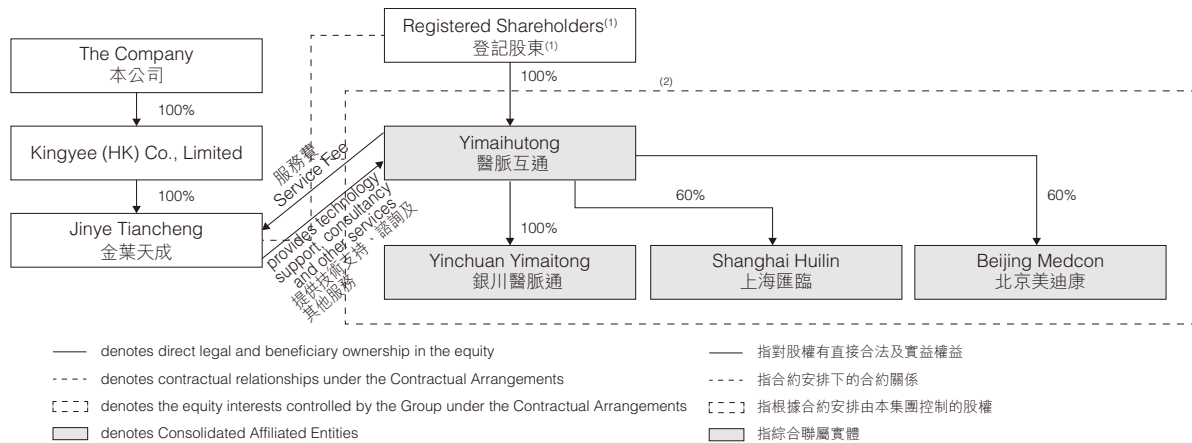 Registered Shareholders(1)
登記股東(1)
The Company
本公司
100%
(2)
100%
Kingyee (HK) Co., Limited
Yimaihutong
醫脈互通
服務費
Service Fee
100%
60%
60%
Jinye Tiancheng
金葉天成
provides technology
support, consultancy
and other services
提供技術支持、諮詢及
其他服務
100%
Yinchuan Yimaitong
銀川醫脈通
Shanghai Huilin
上海匯臨
Beijing Medcon
北京美迪康
denotes direct legal and beneficiary ownership in the equity
指對股權有直接合法及實益權益
denotes contractual relationships under the Contractual Arrangements
指合約安排下的合約關係
denotes the equity interests controlled by the Group under the Contractual Arrangements
指根據合約安排由本集團控制的股權
denotes Consolidated Affiliated Entities
指綜合聯屬實體